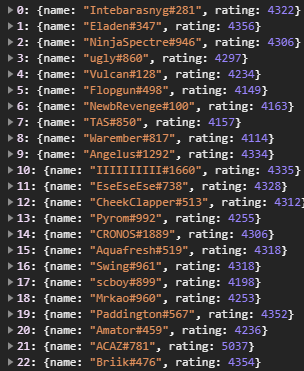 0: {name: "Intebarasnyg#281", rating: 4322}
1: {name: "Eladen#347", rating: 4356}
2: {name: "NinjaSpectre#946", rating: 4306}
3: {name: "ugly#860", rating: 4297}
4: {name: "Vulcan#128", rating: 4234}
5: {name: "Flopgun#498", rating: 4149}
6: {name: "NewbRevenge#100", rating: 4163}
7: {name: "TAS#850", rating: 4157}
8: {name: "Warember#817", rating: 4114}
9: {name: "Angelus#1292", rating: 4334}
10: {name: "IIIIIIIIII#1660", rating: 4335}
11: {name: "EseEseEse#738", rating: 4328}
12: {name: "CheekClapper#513", rating: 4312}
13: {name: "Pyrom#992", rating: 4255}
14: {name: "CRONOS#1889", rating: 4306}
15: {name: "Aquafresh#519", rating: 4318}
16: {name: "Swing#961", rating: 4318}
17: {name: "scboy#899", rating: 4198}
18: {name: "Mrkao#960", rating: 4253}
19: {name: "Paddington#567", rating: 4352}
20: {name: "Amator#459", rating: 4236}
21: {name: "ACAZ#781", rating: 5037}
22: {name: "Briik#476", rating: 4354}